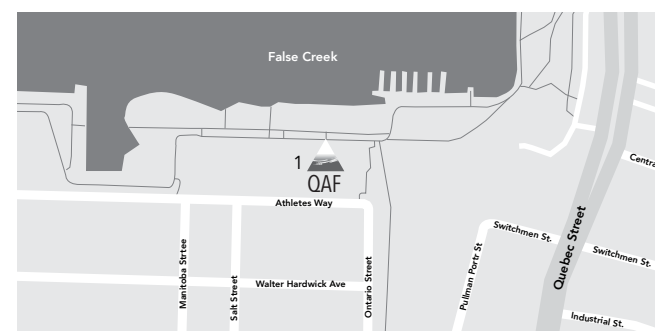 False Creek
1
QAF
Athletes Way
Centra
Switchmen St.
Switchmen St.
Quebec Street
Manitoba Strtee
Salt Street
Walter Hardwick Ave
Ontario Street
Pullman Portr St
Industrial St.